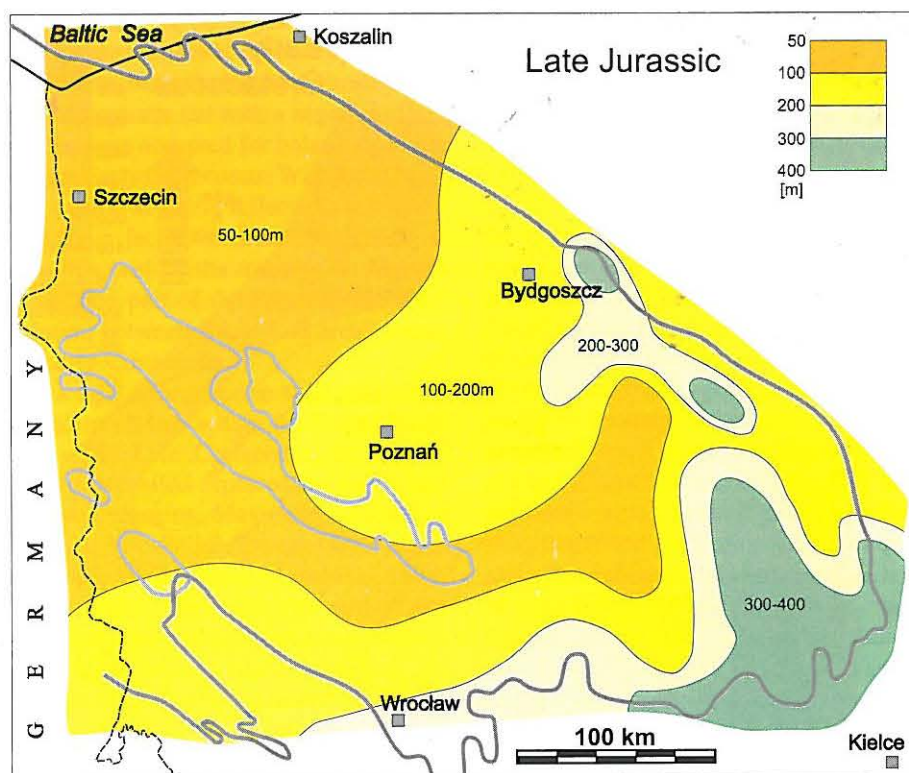 Baltic Sea
Koszalin
Late Jurassic
50
100
200
300
400
[m]
Szczecin
50-100m
Bydgoszcz
200-300
100-200m
Poznań
GERMANY
300-400
Wrocław
100 km
Kielce